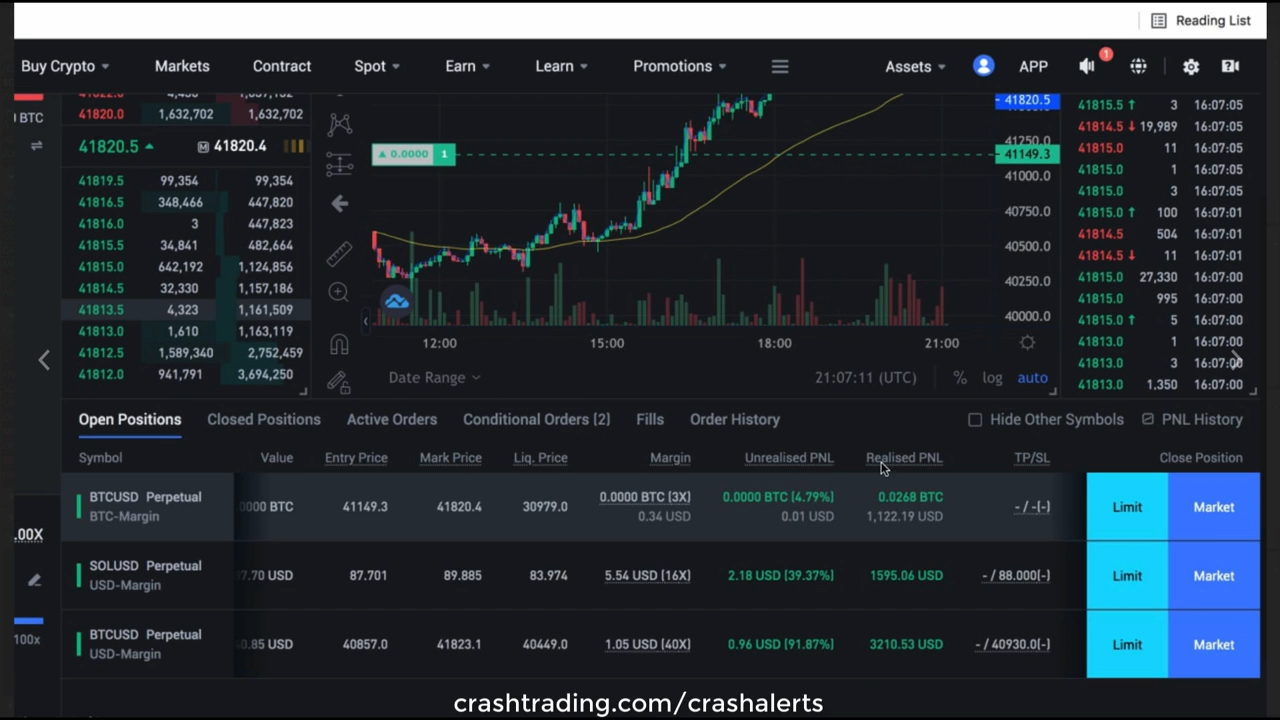 Reading List
Buy Crypto Markets Contract Spot Earn Learn Promotions Assets APP 1
BTC
41820.0 1,632,702 1,632,702
41820.5 M 41820.4
41819.5 99,354 99,354
41816.5 348,466 447,820
41816.0 3 447,823
41815.5 34,841 482,664
41815.0 642,192 1,124,856
41814.5 32,330 1,157,186
41813.5 4,323 1,161,509
41813.0 1,610 1,163,119
41812.5 1,589,340 2,752,459
41812.0 941,791 3,694,250
0.0000 1
41820.5
41250.0
41149.3
41000.0
40750.0
40500.0
40250.0
40000.0
12:00 15:00 18:00 21:00
Date Range 21:07:11 (UTC) % log auto
41815.5 ↑ 3 16:07:05
41814.5 ↓ 19,989 16:07:05
41815.0 11 16:07:05
41815.0 1 16:07:05
41815.0 3 16:07:05
41815.0 ↑ 100 16:07:01
41814.5 504 16:07:01
41814.5 ↓ 11 16:07:01
41815.0 27,330 16:07:00
41815.0 995 16:07:00
41815.0 ↑ 5 16:07:00
41813.0 1 16:07:00
41813.0 3 16:07:00
41813.0 1,350 16:07:00
Open Positions Closed Positions Active Orders Conditional Orders (2) Fills Order History Hide Other Symbols PNL History
Symbol Value Entry Price Mark Price Liq. Price Margin Unrealised PNL Realised PNL TP/SL Close Position
BTCUSD Perpetual 0000 BTC 41149.3 41820.4 30979.0 0.0000 BTC (3X) 0.0000 BTC (4.79%) 0.0268 BTC - / -(-) Limit Market
BTC-Margin 0.34 USD 0.01 USD 1,122.19 USD
.00X
SOLUSD Perpetual 7.70 USD 87.701 89.885 83.974 5.54 USD (16X) 2.18 USD (39.37%) 1595.06 USD - / 88.000(-) Limit Market
USD-Margin
100x
BTCUSD Perpetual 0.85 USD 40857.0 41823.1 40449.0 1.05 USD (40X) 0.96 USD (91.87%) 3210.53 USD - / 40930.0(-) Limit Market
USD-Margin
crashtrading.com/crashalerts